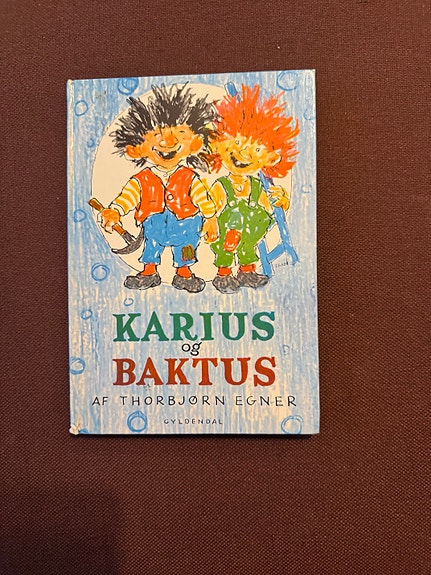 KARIUS
og
BAKTUS
AF THORBJØRN EGNER
GYLDENDAL